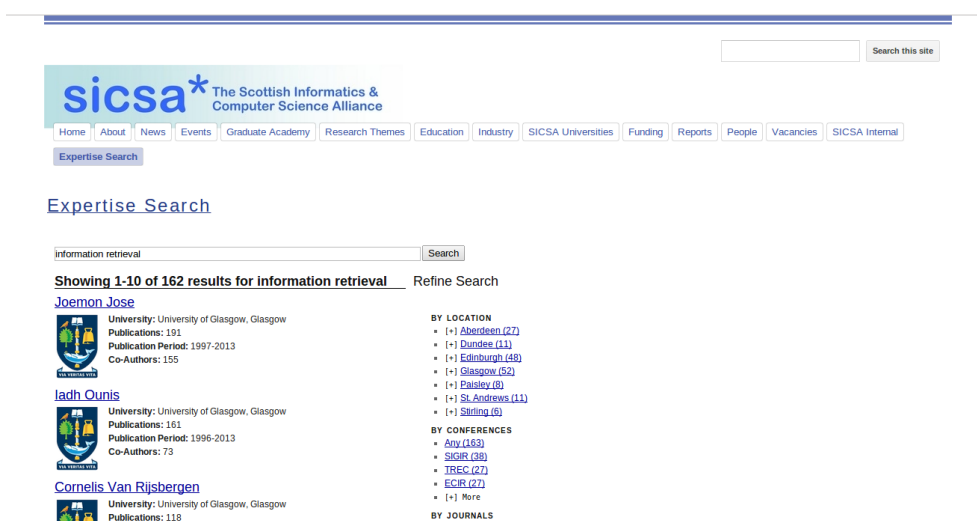 Search this site
sicsa* The Scottish Informatics &
Computer Science Alliance
Home About News Events Graduate Academy Research Themes Education Industry SICSA Universities Funding Reports People Vacancies SICSA Internal
Expertise Search
Expertise Search
information retrieval Search
Showing 1-10 of 162 results for information retrieval
Joemon Jose
University: University of Glasgow, Glasgow
Publications: 191
Publication Period: 1997-2013
Co-Authors: 155
VIA VERITAS VITA
Iadh Ounis
University: University of Glasgow, Glasgow
Publications: 161
Publication Period: 1996-2013
Co-Authors: 73
VIA VERITAS VITA
Cornelis Van Rijsbergen
University: University of Glasgow, Glasgow
Publications: 118
Refine Search
BY LOCATION
[+] Aberdeen (27)
[+] Dundee (11)
[+] Edinburgh (48)
[+] Glasgow (52)
[+] Paisley (8)
[+] St. Andrews (11)
[+] Stirling (6)
BY CONFERENCES
Any (163)
SIGIR (38)
TREC (27)
ECIR (27)
[+] More
BY JOURNALS